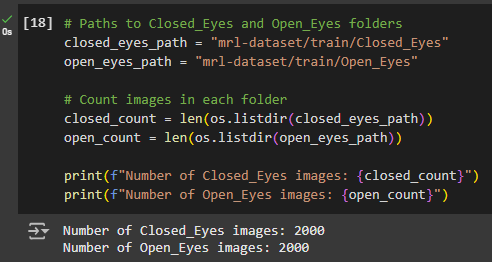 [18] # Paths to Closed_Eyes and Open_Eyes folders
0s closed_eyes_path = "mrl-dataset/train/Closed_Eyes"
open_eyes_path = "mrl-dataset/train/Open_Eyes"
# Count images in each folder
closed_count = len(os.listdir(closed_eyes_path))
open_count = len(os.listdir(open_eyes_path))
print(f"Number of Closed_Eyes images: {closed_count}")
print(f"Number of Open_Eyes images: {open_count}")
Number of Closed_Eyes images: 2000
Number of Open_Eyes images: 2000